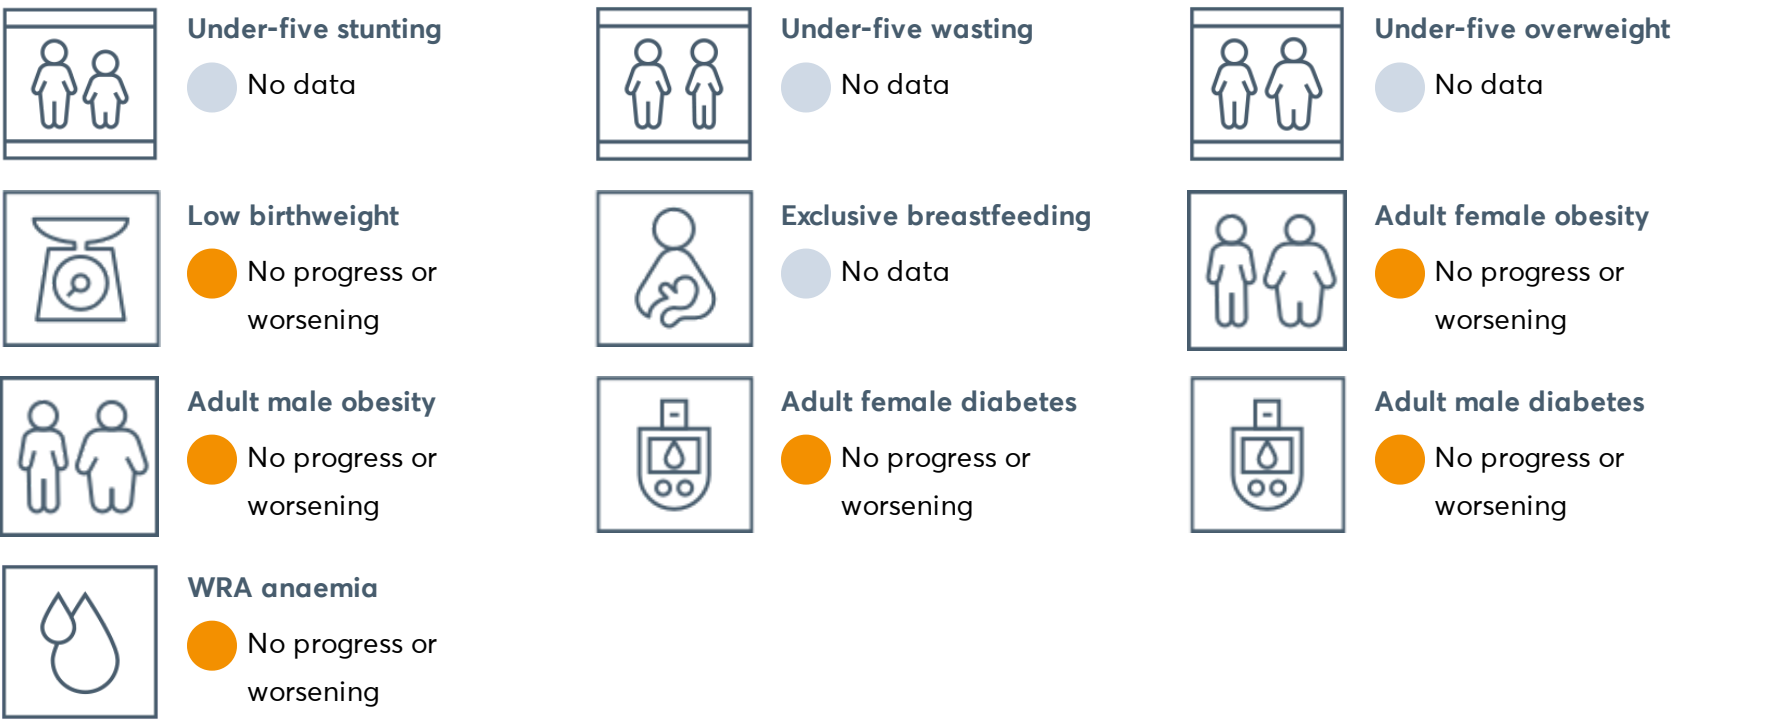 Under-five stunting
No data
Under-five wasting
No data
Under-five overweight
No data
Low birthweight
No progress or
worsening
Exclusive breastfeeding
No data
Adult female obesity
No progress or
worsening
Adult male obesity
No progress or
worsening
Adult female diabetes
No progress or
worsening
Adult male diabetes
No progress or
worsening
WRA anaemia
No progress or
worsening